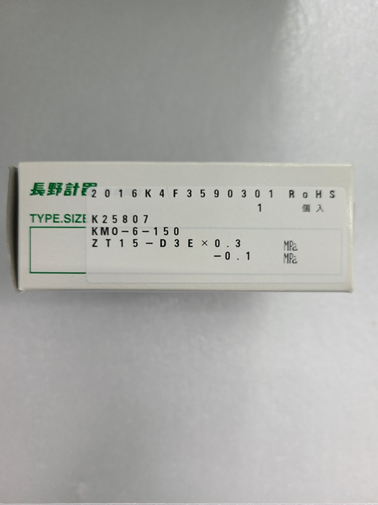 長野計器
2016K4F3590301 RoHS
1 個入
TYPE.SIZE
K25807
KMO-6-150
ZT15-D3E×0.3 MPa
-0.1 MPa